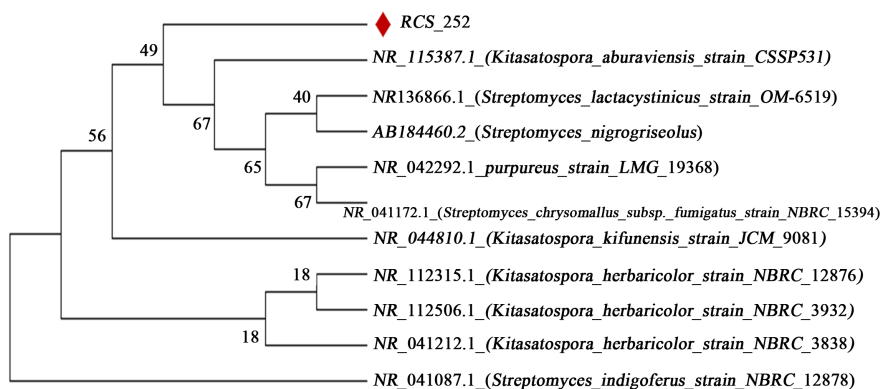 RCS_252
49
NR_115387.1_(Kitasatospora_aburaviensis_strain_CSSP531)
40
NR136866.1_(Streptomyces_lactacystinicus_strain_OM-6519)
67
AB184460.2_(Streptomyces_nigrogriseolus)
56
65
NR_042292.1_purpureus_strain_LMG_19368)
67
NR_041172.1_(Streptomyces_chrysomallus_subsp._fumigatus_strain_NBRC_15394)
NR_044810.1_(Kitasatospora_kifunensis_strain_JCM_9081)
18
NR_112315.1_(Kitasatospora_herbaricolor_strain_NBRC_12876)
NR_112506.1_(Kitasatospora_herbaricolor_strain_NBRC_3932)
18
NR_041212.1_(Kitasatospora_herbaricolor_strain_NBRC_3838)
NR_041087.1_(Streptomyces_indigoferus_strain_NBRC_12878)